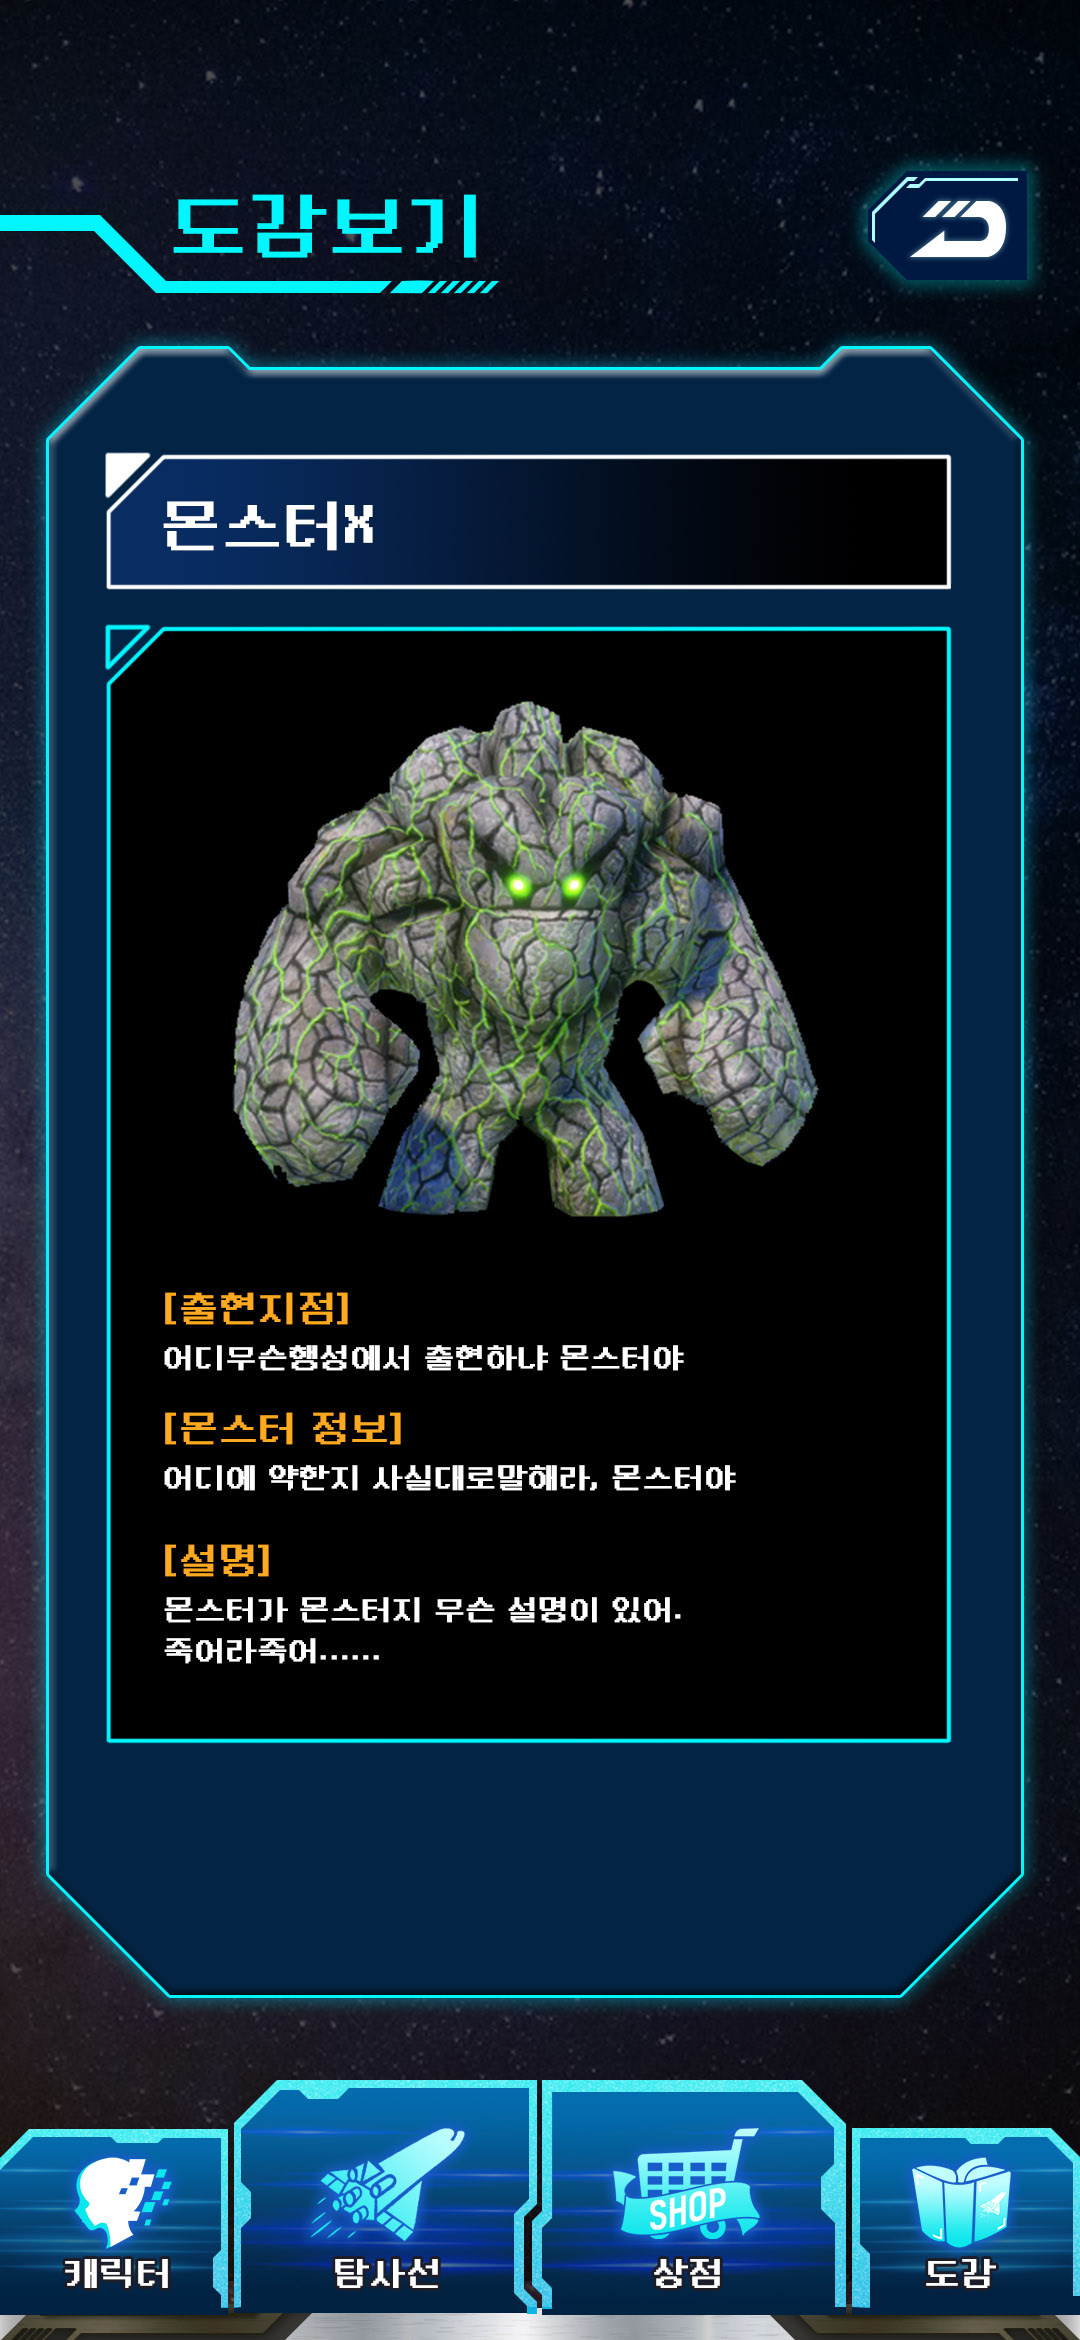 도감보기
몬스터X
[출현지점]
어디무슨행성에서 출현하냐 몬스터야
[몬스터 정보]
어디에 약한지 사실대로말해라, 몬스터야
[설명]
몬스터가 몬스터지 무슨 설명이 있어.
죽어라죽어......
SHOP
캐릭터 탐사선 상점 도감